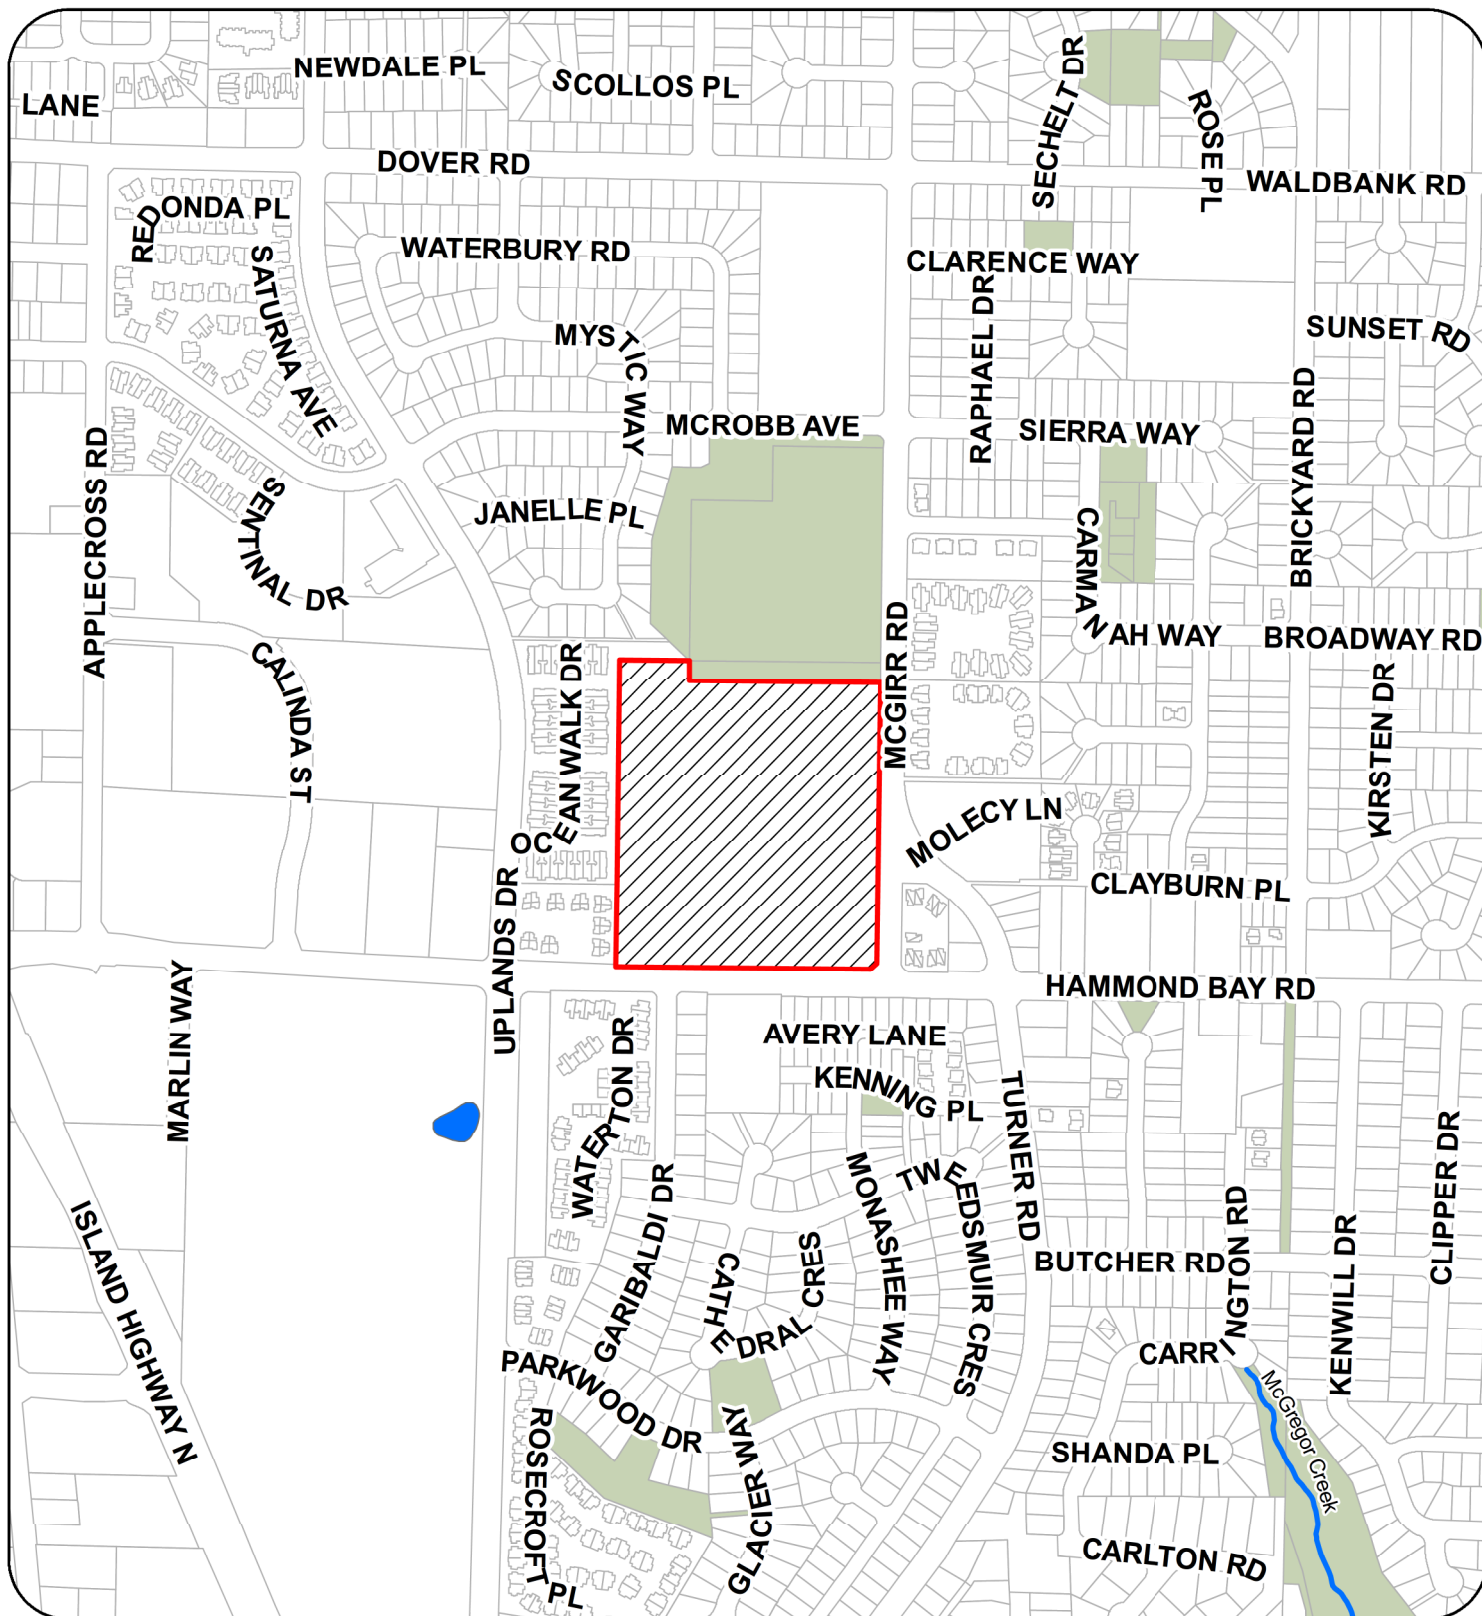 NEWDALE PL
SCOLLOS PL
LANE
SECHELT DR
ROSE PL
DOVER RD
WALDBANK RD
REDONDA PL
WATERBURY RD
CLARENCE WAY
SATURNA AVE
MYSTIC WAY
RAPHAEL DR
SUNSET RD
MCROBB AVE
SIERRA WAY
BRICKYARD RD
APPLECROSS RD
SENTINAL DR
JANELLE PL
CARMANAH WAY
BROADWAY RD
CALINDA ST
OCEAN WALK DR
MCGIRR RD
KIRSTEN DR
MOLECY LN
CLAYBURN PL
UPLANDS DR
HAMMOND BAY RD
MARLIN WAY
WATERTON DR
AVERY LANE
KENNING PL
TURNER RD
MONASHEE WAY
TWEEDSMUIR CRES
GARIBALDI DR
CATHEDRAL CRES
ISLAND HIGHWAY N
BUTCHER RD
CARRINGTON RD
KENWILL DR
CLIPPER DR
PARKWOOD DR
McGregor Creek
ROSECROFT PL
GLACIER WAY
SHANDA PL
CARLTON RD